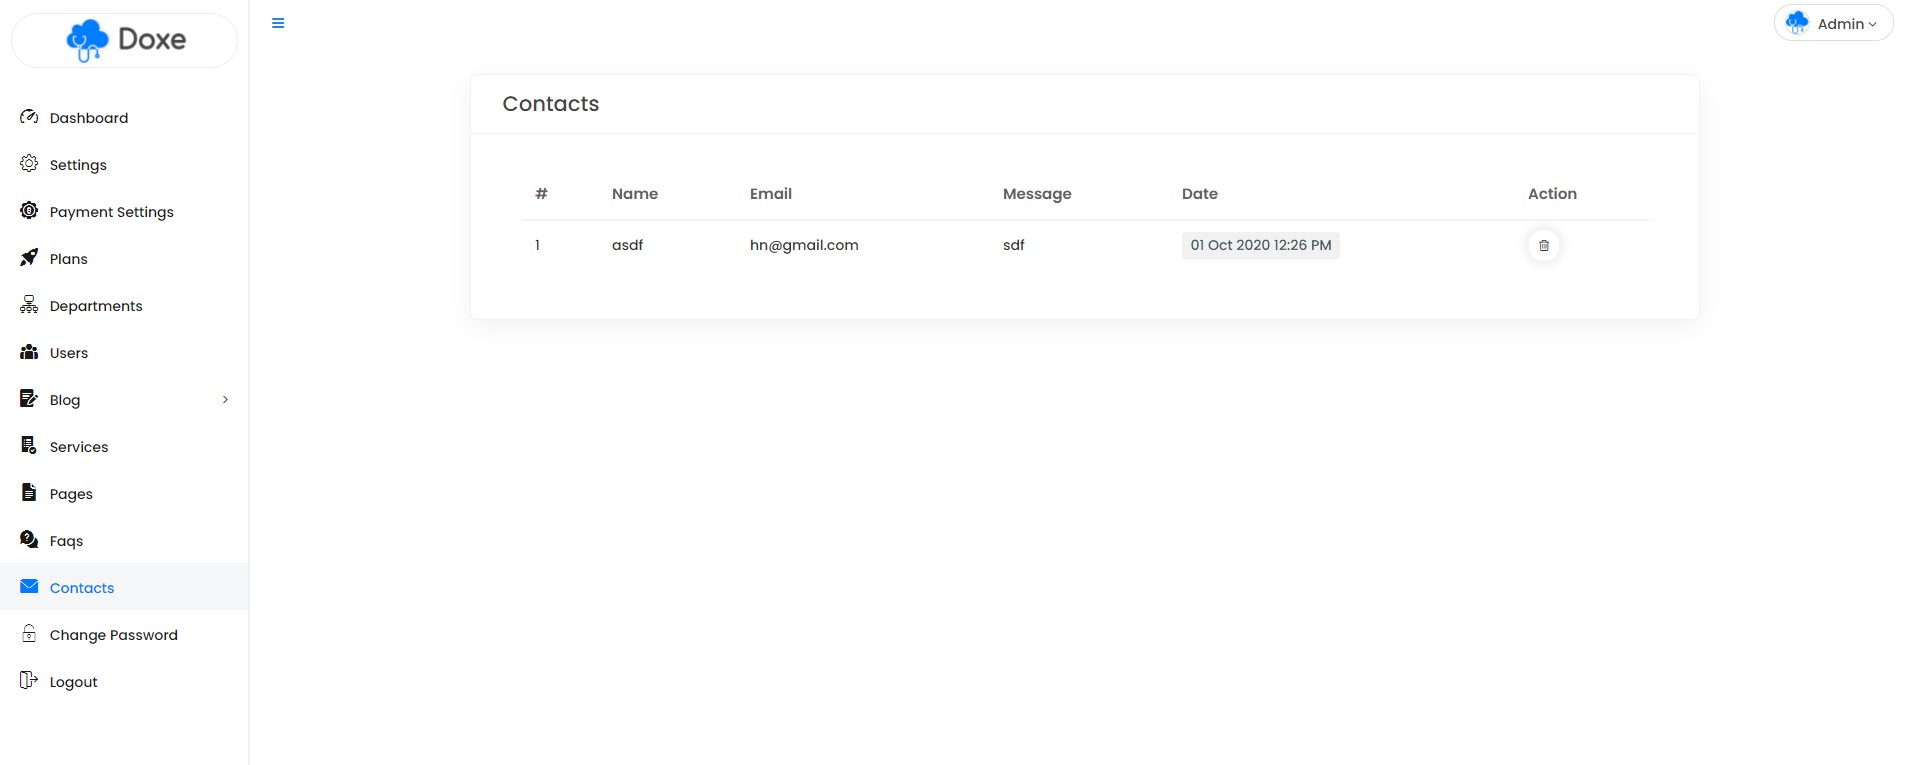 Doxe
Admin
Dashboard
Settings
Payment Settings
Plans
Departments
Users
Blog
Services
Pages
Faqs
Contacts
Change Password
Logout
Contacts
# Name Email Message Date Action
1 asdf hn@gmail.com sdf 01 Oct 2020 12:26 PM